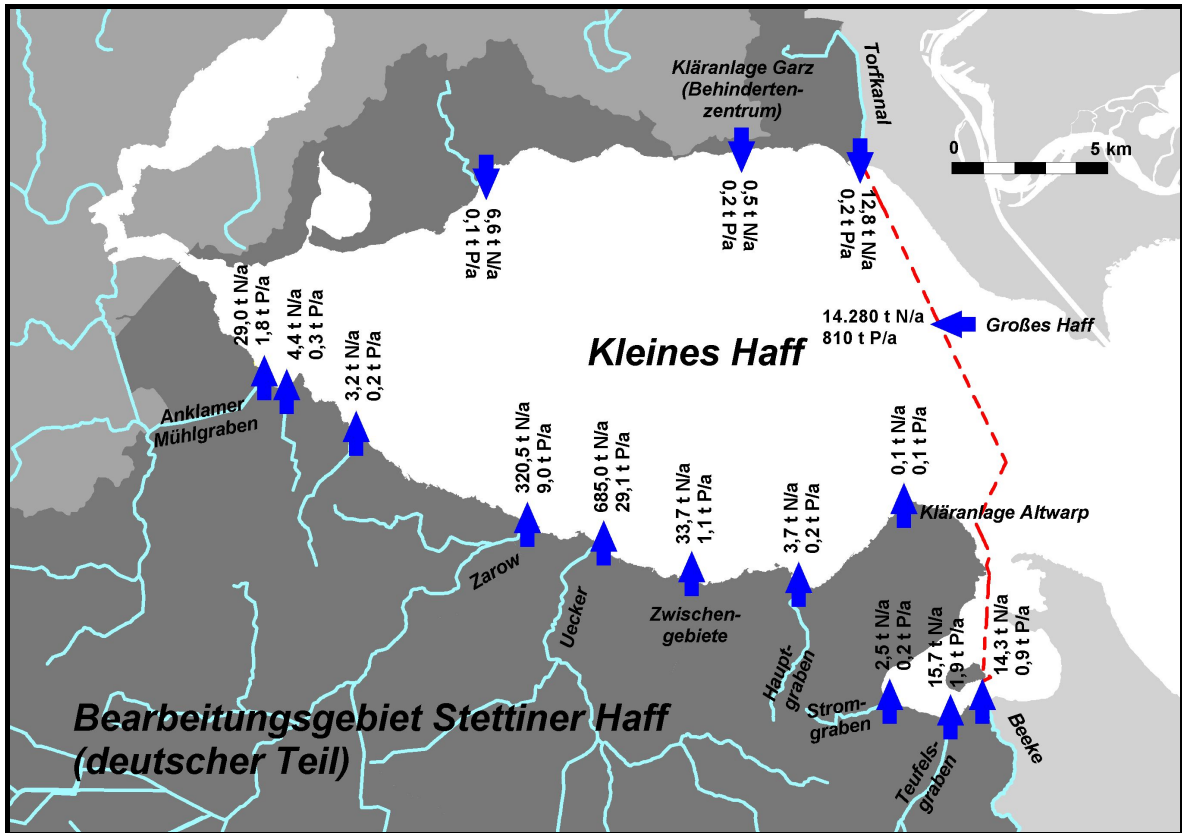 Kläranlage Garz
(Behinderten-
zentrum)
Torfkanal
0
5 km
6,6 t N/a
0,1 t P/a
0,5 t N/a
0,2 t P/a
12,8 t N/a
0,2 t P/a
29,0 t N/a
1,8 t P/a
4,4 t N/a
0,3 t P/a
14.280 t N/a
810 t P/a
Großes Haff
Kleines Haff
3,2 t N/a
0,2 t P/a
Anklamer
Mühlgraben
320,5 t N/a
9,0 t P/a
685,0 t N/a
29,1 t P/a
33,7 t N/a
1,1 t P/a
3,7 t N/a
0,2 t P/a
0,1 t N/a
0,1 t P/a
Kläranlage Altwarp
Zarow
Uecker
Zwischen-
gebiete
Haupt-
graben
2,5 t N/a
0,2 t P/a
15,7 t N/a
1,9 t P/a
14,3 t N/a
0,9 t P/a
Strom-
graben
Teufels-
graben
Beeke
Bearbeitungsgebiet Stettiner Haff
(deutscher Teil)